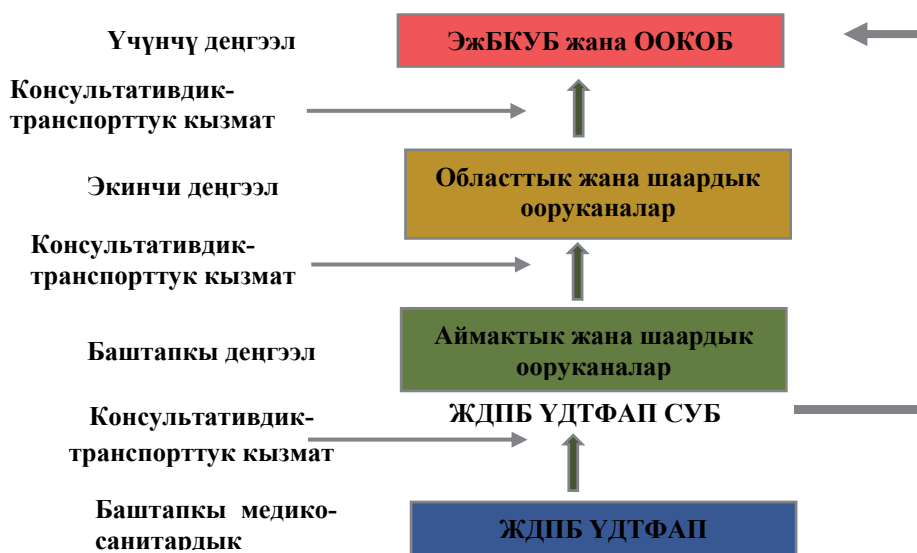 Үчүнчү деңгээл
ЭжБКУБ жана ООКОБ
Консультативдик-
транспорттук кызмат
Экинчи деңгээл
Областтык жана шаардык
ооруканалар
Консультативдик-
транспорттук кызмат
Баштапкы деңгээл
Аймактык жана шаардык
ооруканалар
ЖДПБ ҮДТФАП СУБ
Консультативдик-
транспорттук кызмат
Баштапкы медико-
санитардык
ЖДПБ ҮДТФАП